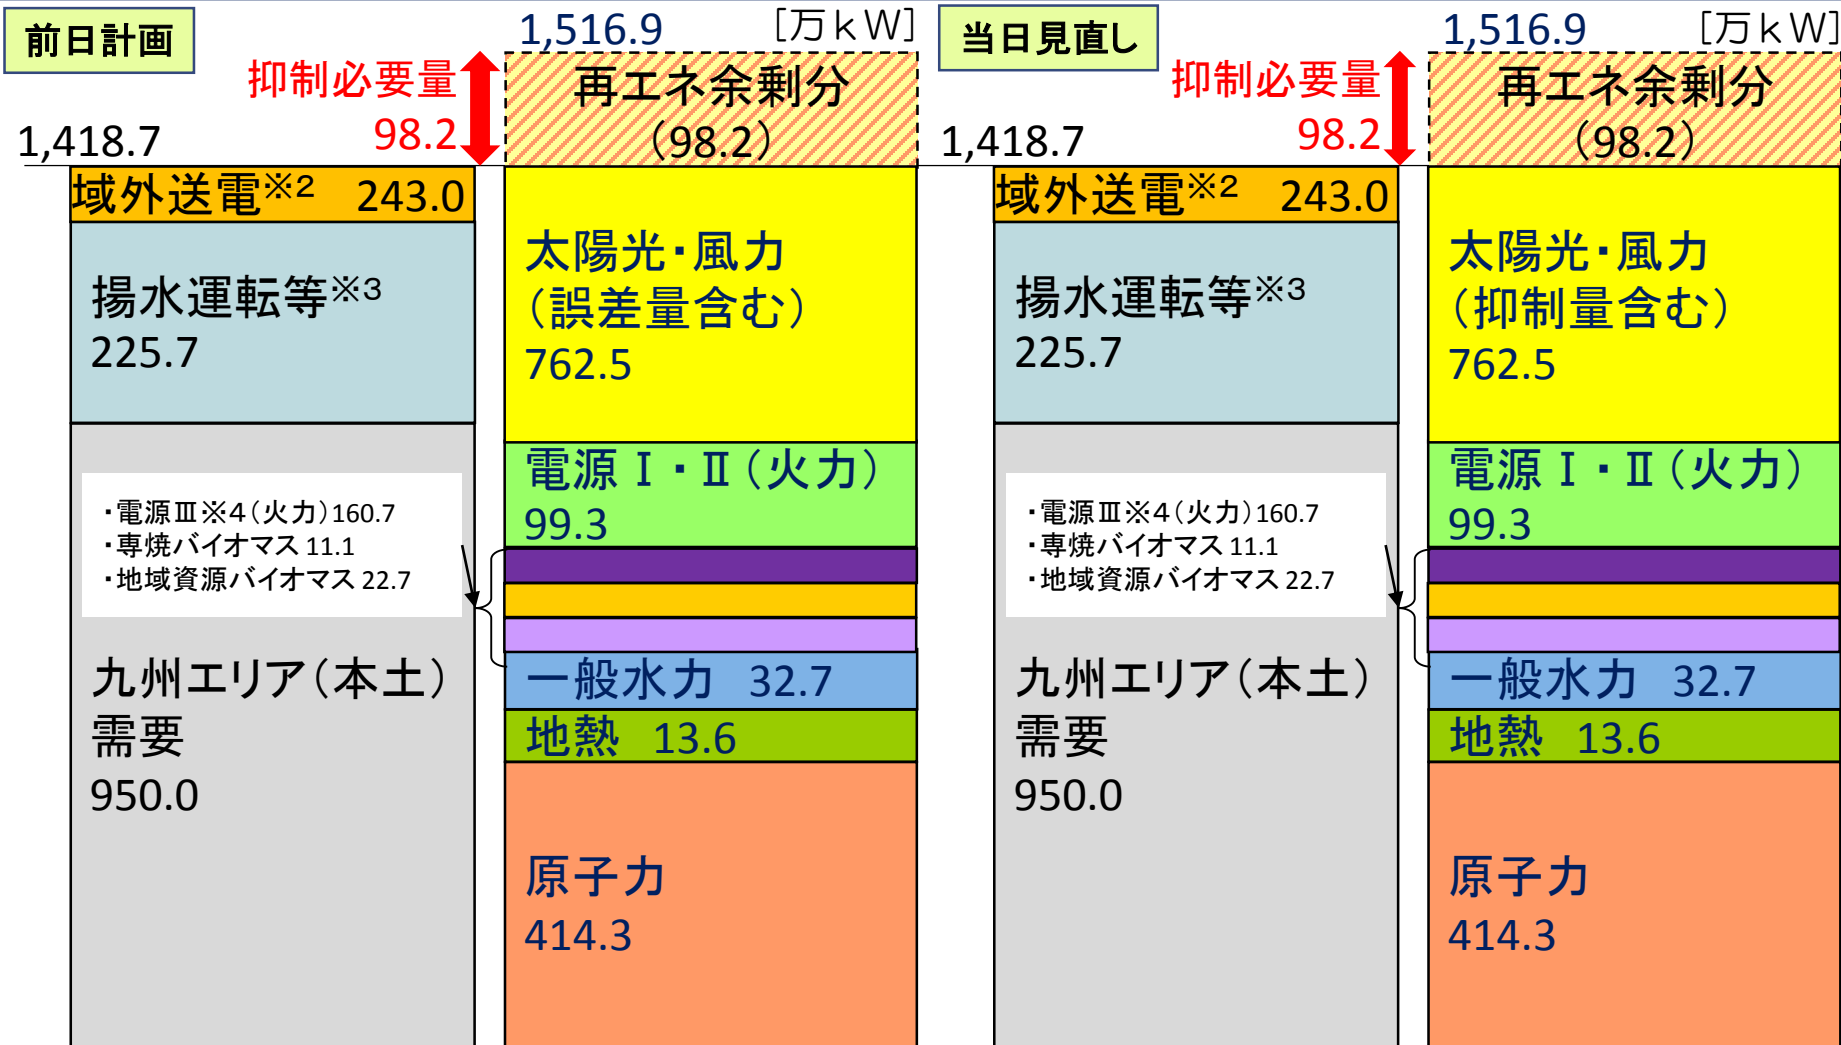 前日計画
1,516.9
[万kW]
抑制必要量
98.2
再エネ余剰分
(98.2)
1,418.7
域外送電※2 243.0
揚水運転等※3
225.7
太陽光・風力
(誤差量含む)
762.5
電源Ⅰ・Ⅱ(火力)
99.3
・電源Ⅲ※4(火力)160.7
・専焼バイオマス 11.1
・地域資源バイオマス 22.7
九州エリア(本土)
需要
950.0
一般水力 32.7
地熱 13.6
原子力
414.3
当日見直し
1,516.9
[万kW]
抑制必要量
98.2
再エネ余剰分
(98.2)
1,418.7
域外送電※2 243.0
揚水運転等※3
225.7
太陽光・風力
(抑制量含む)
762.5
電源Ⅰ・Ⅱ(火力)
99.3
・電源Ⅲ※4(火力)160.7
・専焼バイオマス 11.1
・地域資源バイオマス 22.7
九州エリア(本土)
需要
950.0
一般水力 32.7
地熱 13.6
原子力
414.3